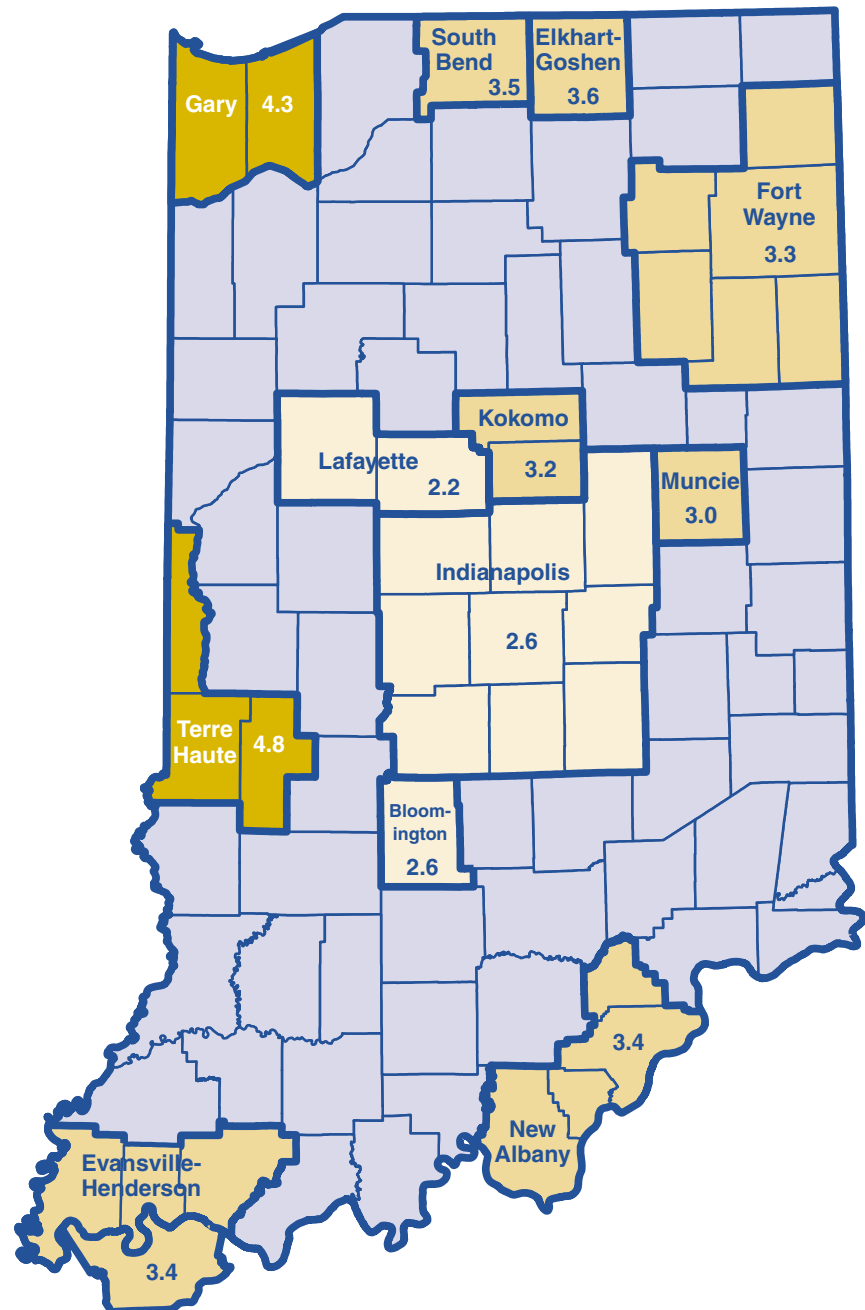 South
Bend
3.5
Elkhart-
Goshen
3.6
Gary
4.3
Fort
Wayne
3.3
Kokomo
3.2
Lafayette
2.2
Muncie
3.0
Indianapolis
2.6
Terre
Haute
4.8
Bloom-
ington
2.6
3.4
New
Albany
Evansville-
Henderson
3.4